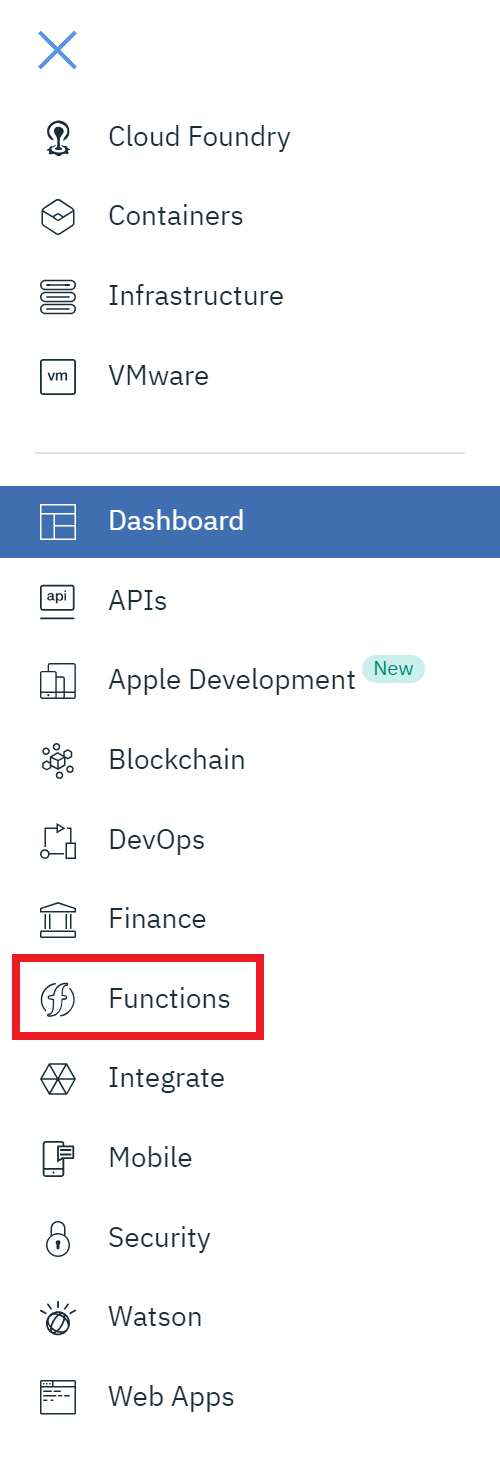 Cloud Foundry
Containers
Infrastructure
vm VMware
Dashboard
api APIs
Apple Development New
Blockchain
DevOps
Finance
Functions
Integrate
Mobile
Security
Watson
Web Apps